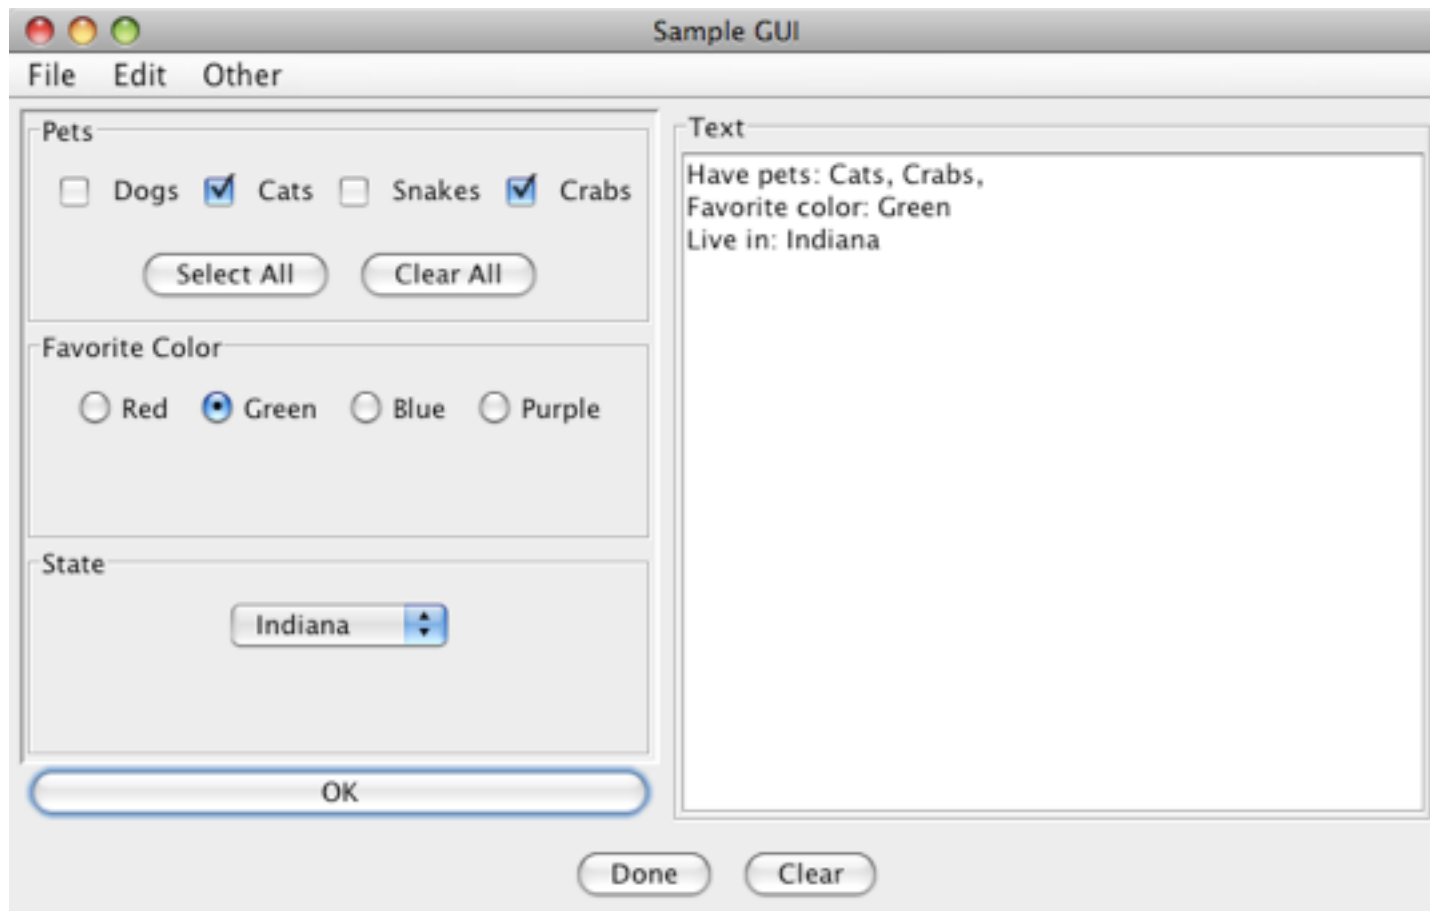 Sample GUI
File Edit Other
Pets
Dogs Cats Snakes Crabs
Select All Clear All
Favorite Color
Red Green Blue Purple
State
Indiana
OK
Text
Have pets: Cats, Crabs,
Favorite color: Green
Live in: Indiana
Done Clear